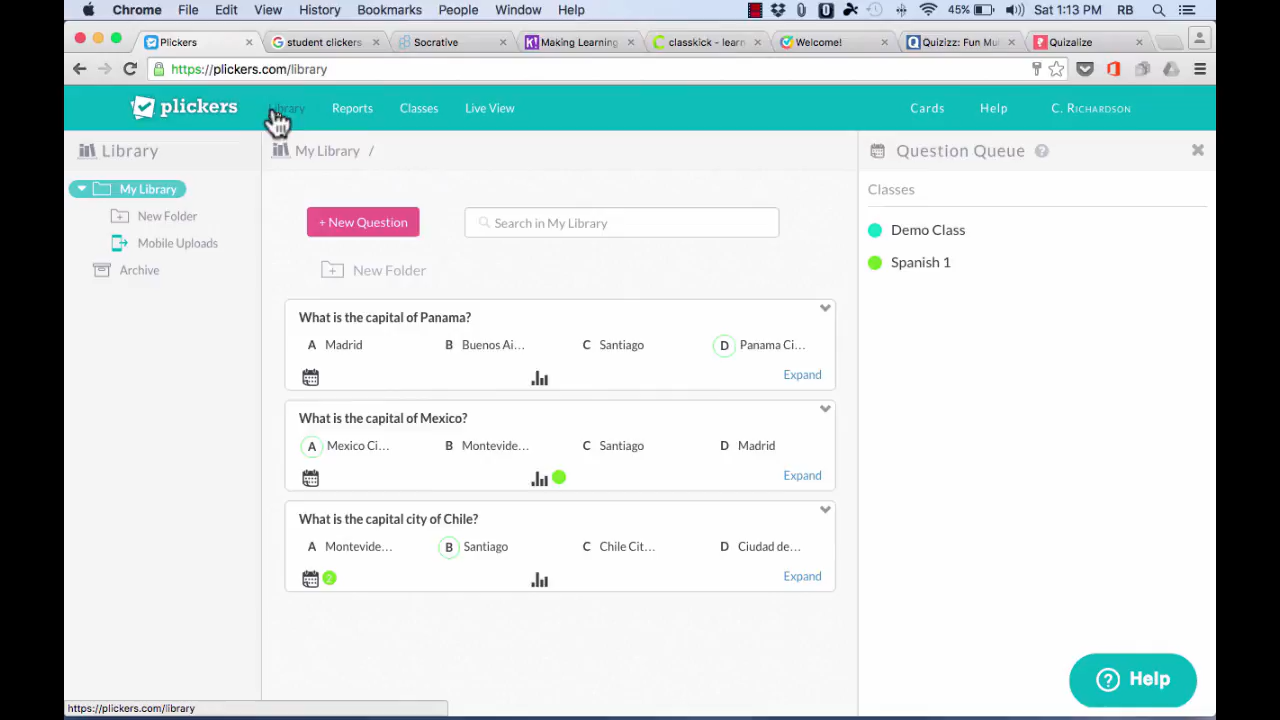 Chrome File Edit View History Bookmarks People Window Help 45% Sat 1:13 PM RB
Plickers student clickers Socrative Making Learning classkick - learn Welcome! Quizizz: Fun Mu Quizalize
https://plickers.com/library
plickers Library Reports Classes Live View Cards Help C. RICHARDSON
Library My Library / Question Queue ?
My Library
New Folder
Mobile Uploads
Archive
+ New Question Search in My Library
New Folder
What is the capital of Panama?
A Madrid B Buenos Ai... C Santiago D Panama Ci...
Expand
What is the capital of Mexico?
A Mexico Ci... B Montevide... C Santiago D Madrid
Expand
What is the capital city of Chile?
A Montevide... B Santiago C Chile Cit... D Ciudad de...
2 Expand
Classes
Demo Class
Spanish 1
? Help
https://plickers.com/library